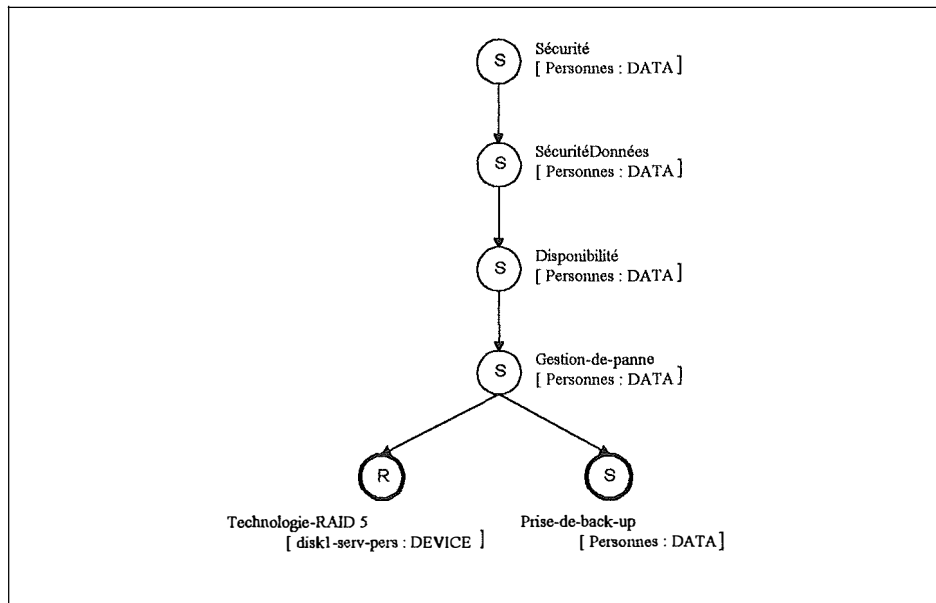 S
Sécurité
[ Personnes : DATA ]
S
SécuritéDonnées
[ Personnes : DATA ]
S
Disponibilité
[ Personnes : DATA ]
S
Gestion-de-panne
[ Personnes : DATA ]
R
S
Technologie-RAID 5
[ disk1-serv-pers : DEVICE ]
Prise-de-back-up
[ Personnes : DATA ]